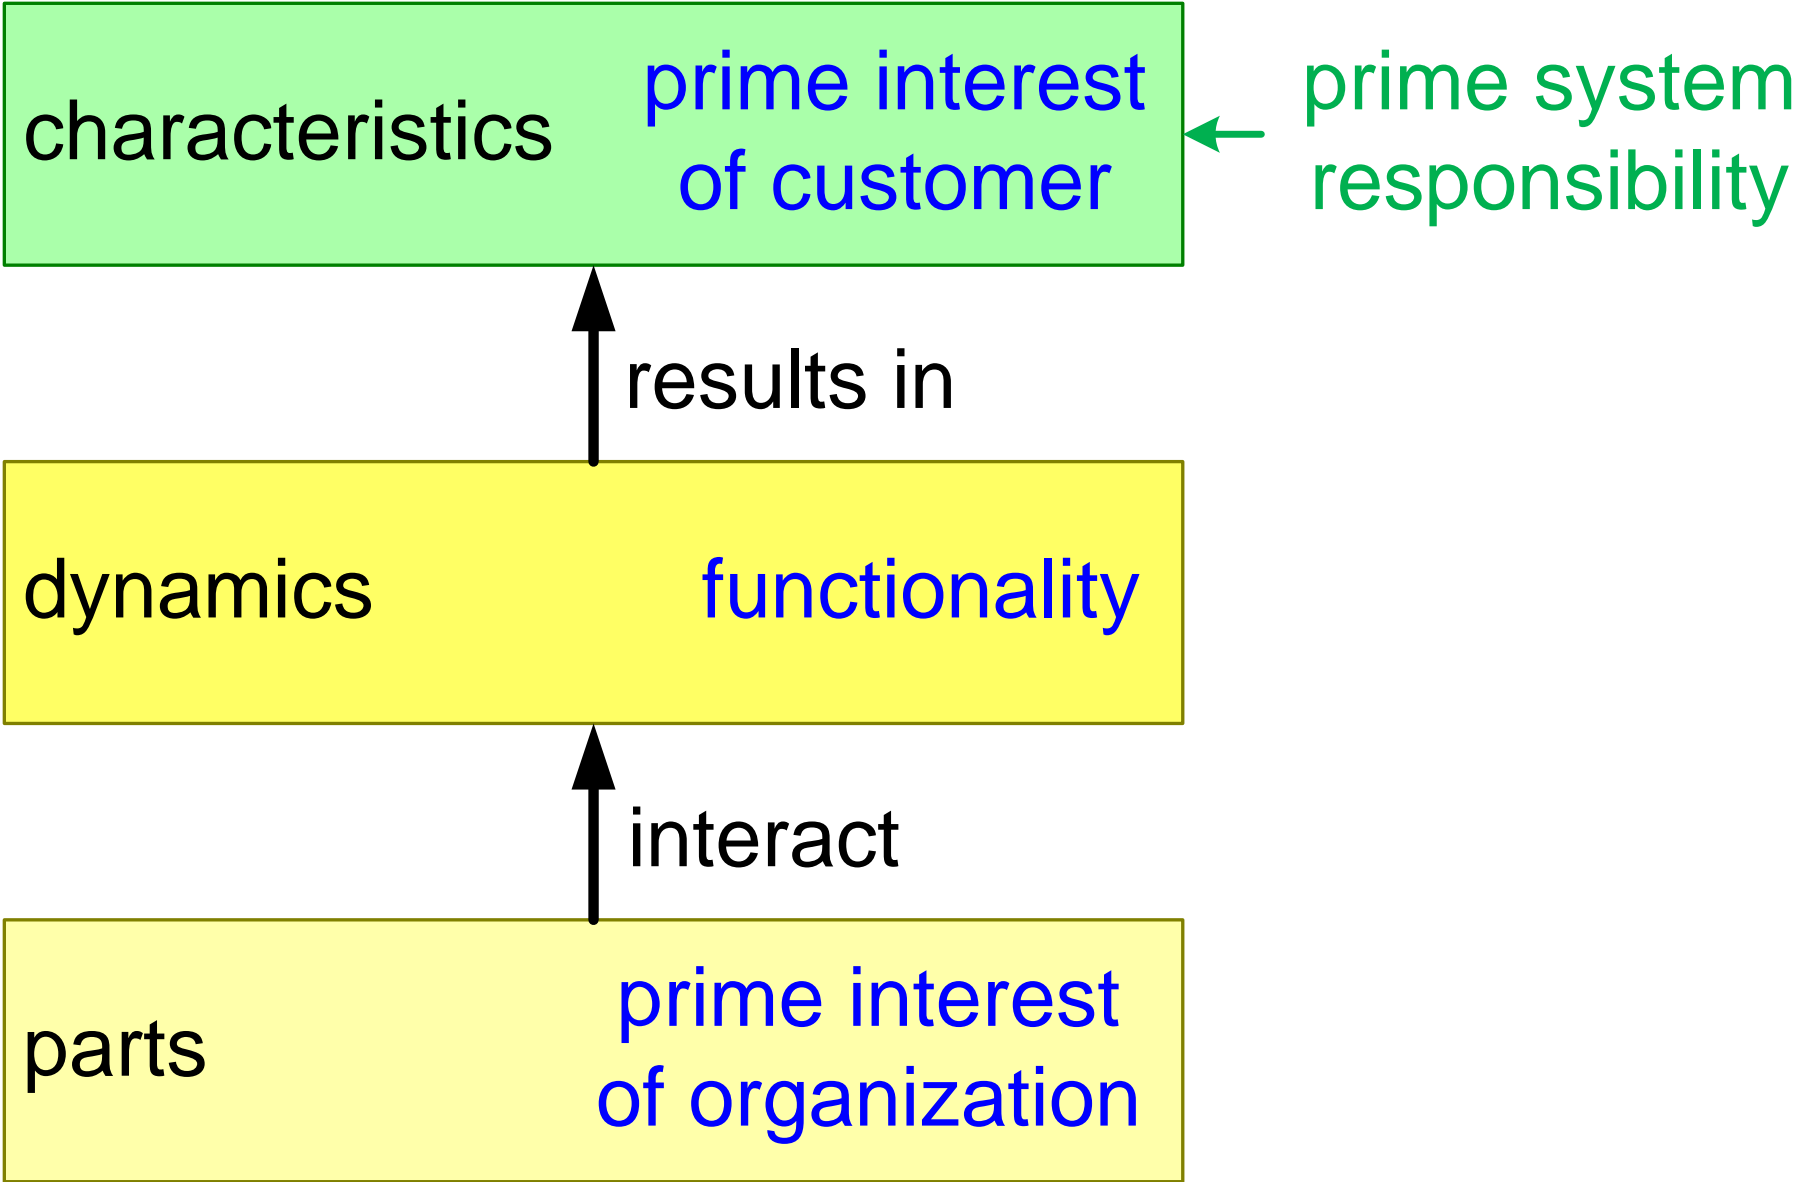 characteristics
prime interest
of customer
prime system
responsibility
results in
dynamics
functionality
interact
parts
prime interest
of organization